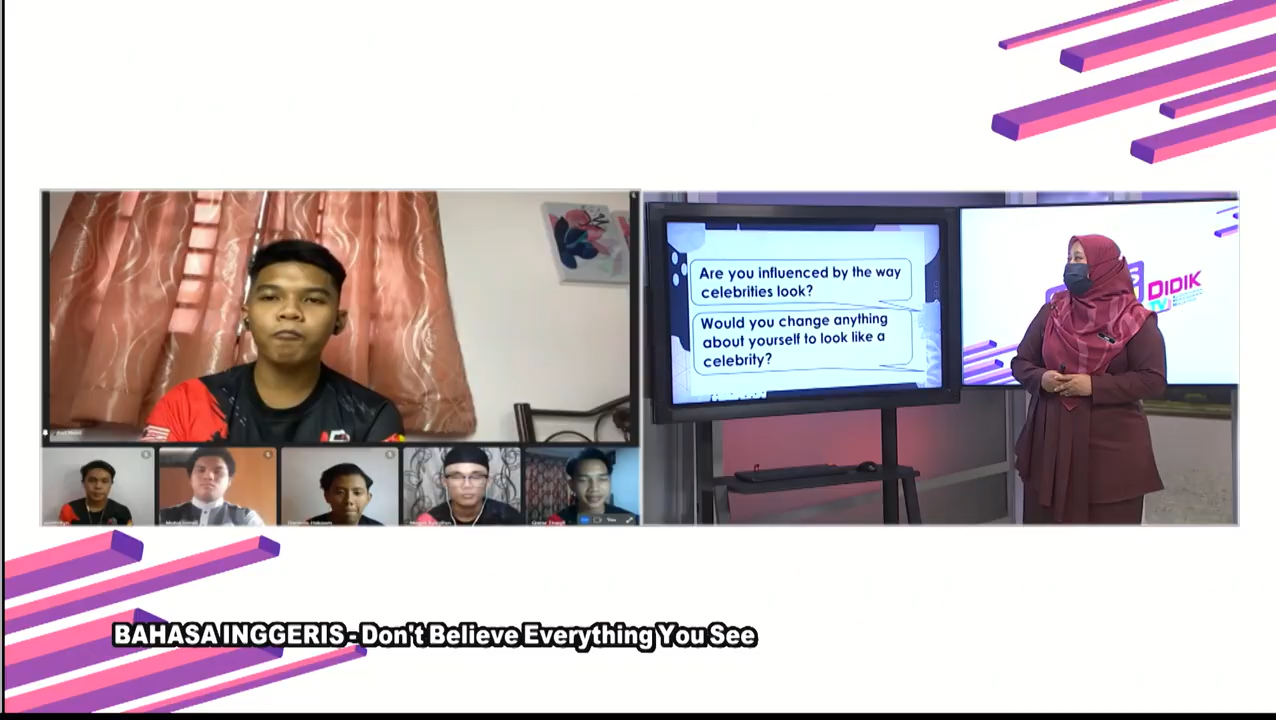 Are you influenced by the way
celebrities look?
Would you change anything
about yourself to look like a
celebrity?
DIDIK
TV
BAHASA INGGERIS - Don't Believe Everything You See